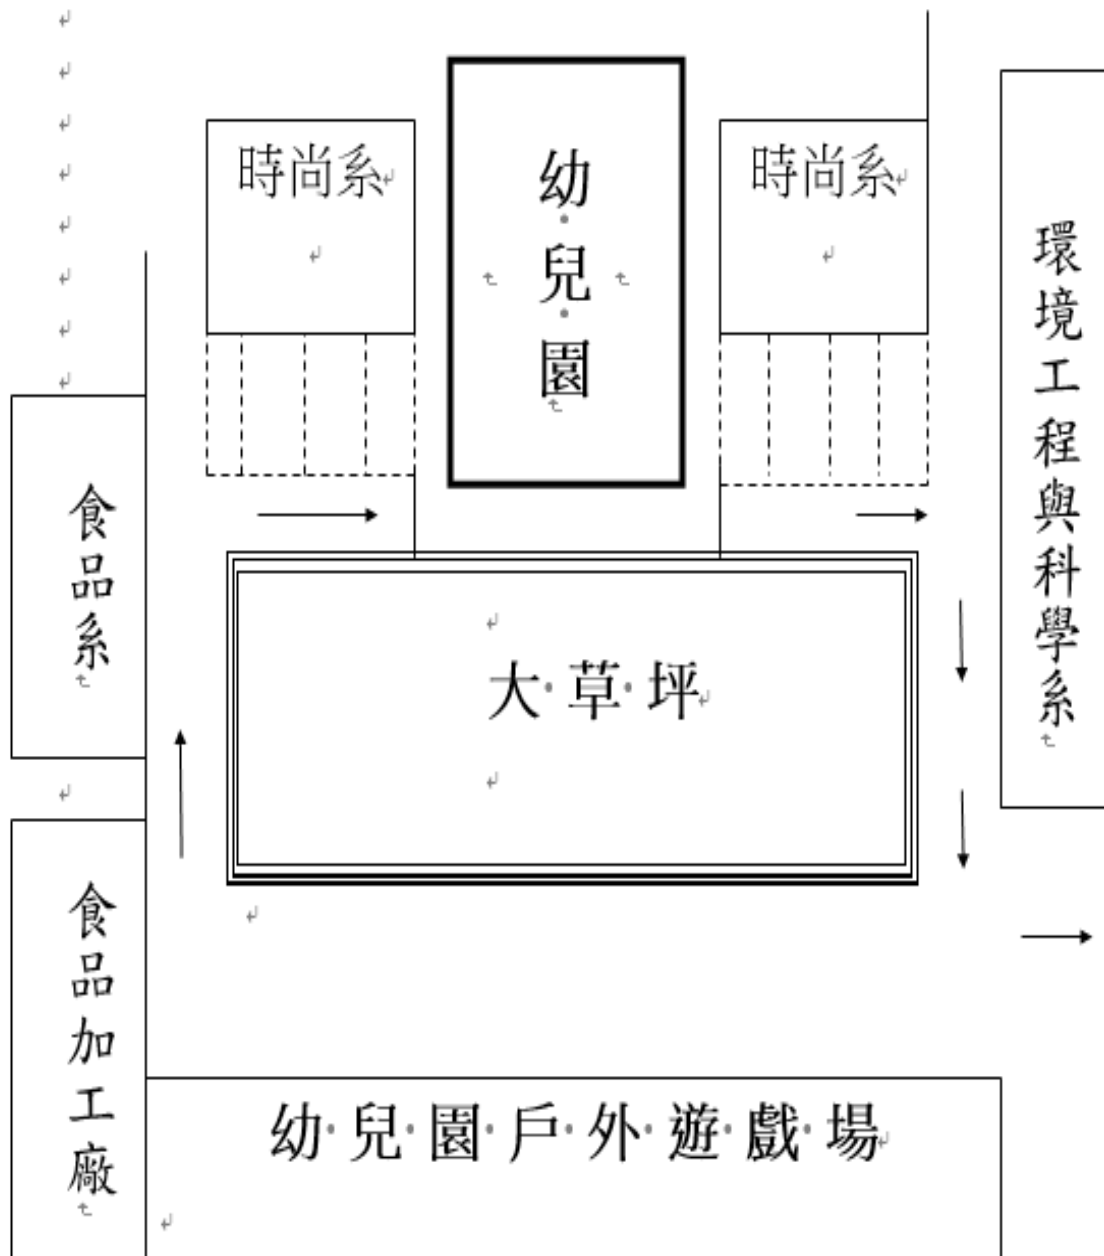 幼兒園
時尚系
時尚系
環境工程與科學系
食品系
大草坪
食品加工廠
幼兒園戶外遊戲場